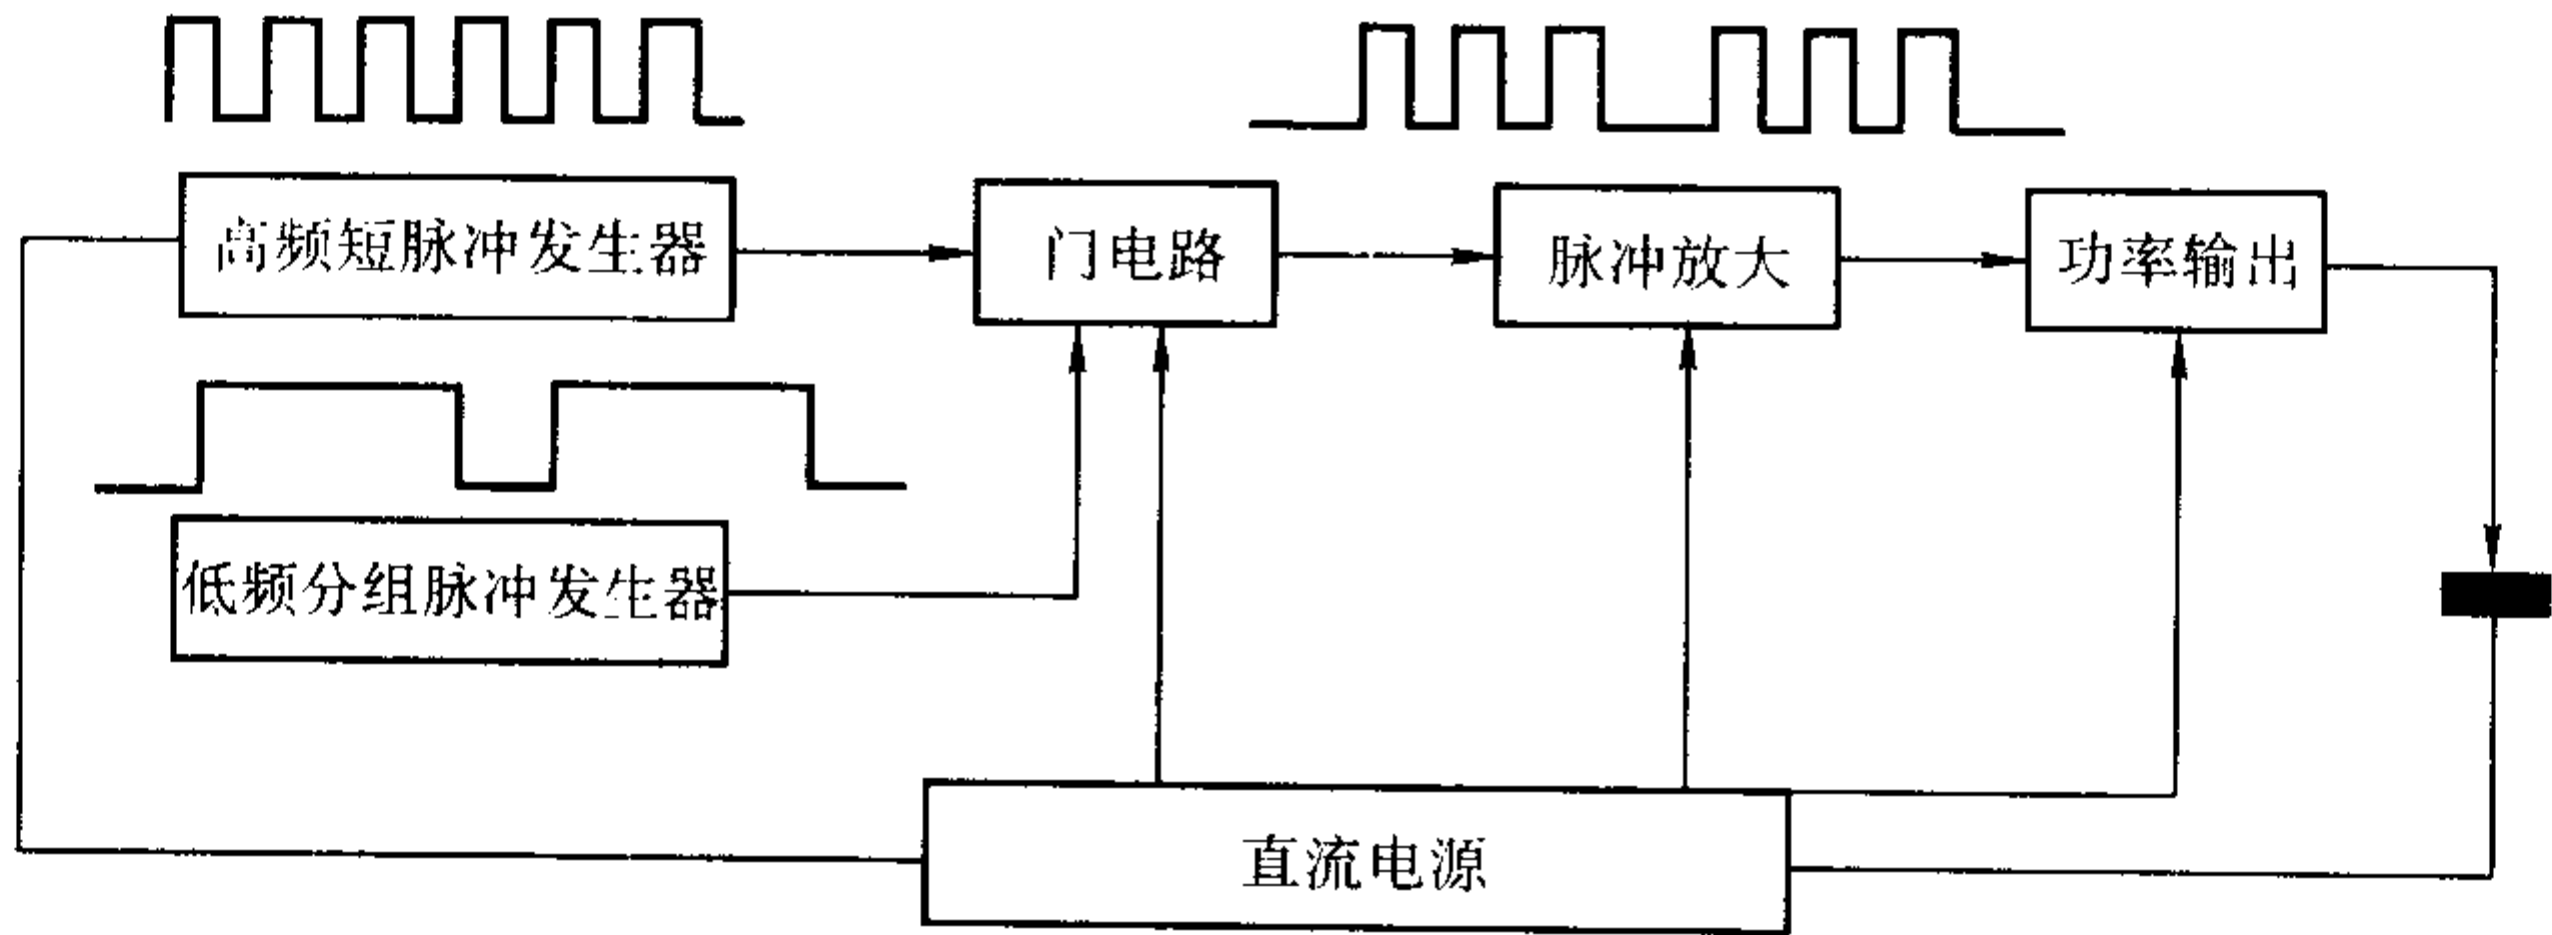 高频短脉冲发生器
门电路
脉冲放大
功率输出
低频分组脉冲发生器
直流电源